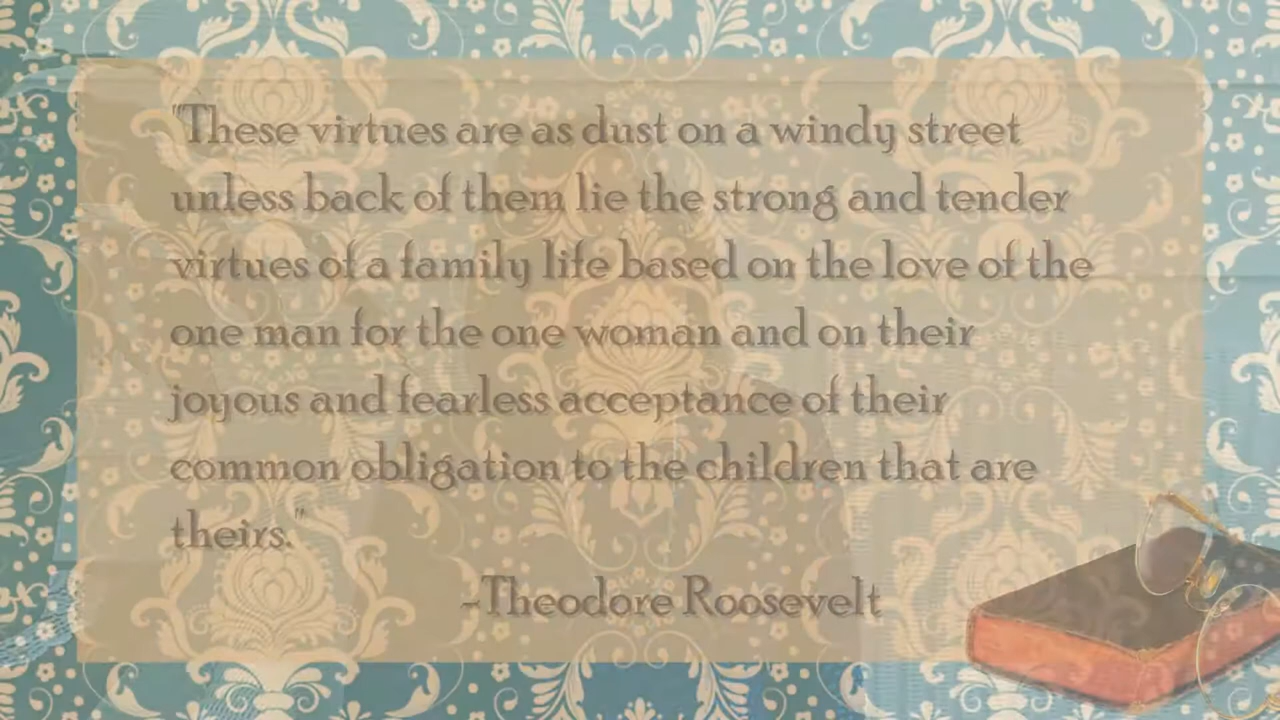 "These virtues are as dust on a windy street
unless back of them lie the strong and tender
virtues of a family life based on the love of the
one man for the one woman and on their
joyous and fearless acceptance of their
common obligation to the children that are
theirs."
-Theodore Roosevelt